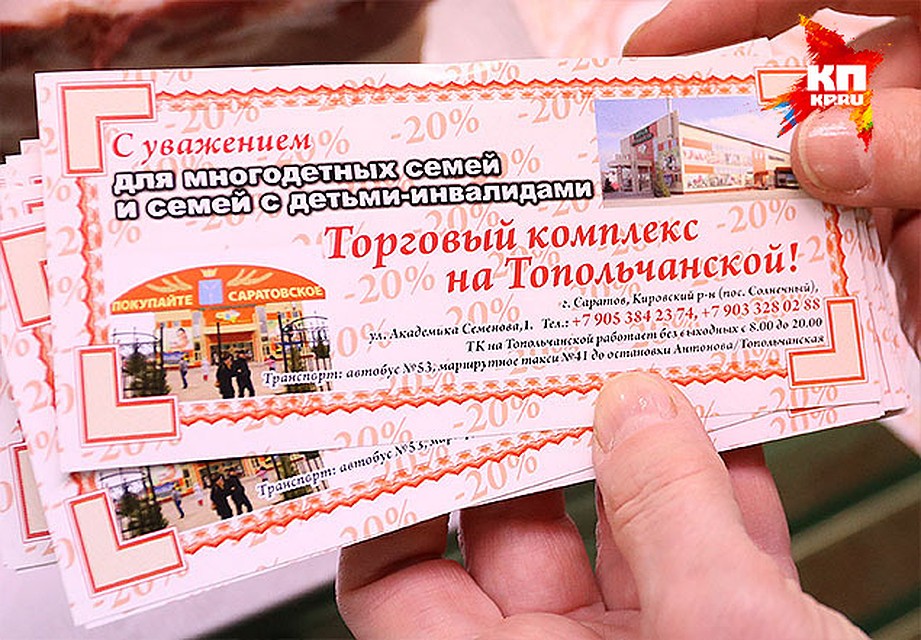 КП
KP.RU
С уважением
для многодетных семей
и семей с детьми-инвалидами
Торговый комплекс
на Топольчанской!
ПОКУПАЙТЕ САРАТОВСКОЕ
г. Саратов, Кировский р-н (пос. Солнечный),
ул. Академика Семенова,1. Тел.: +7 905 384 23 74, +7 903 328 02 88
ТК на Топольчанской работает без выходных с 8.00 до 20.00
Транспорт: автобус №53, маршрутное такси №41 до остановки Антонова/Топольчанская
-20%
Транспорт: автобус №53,